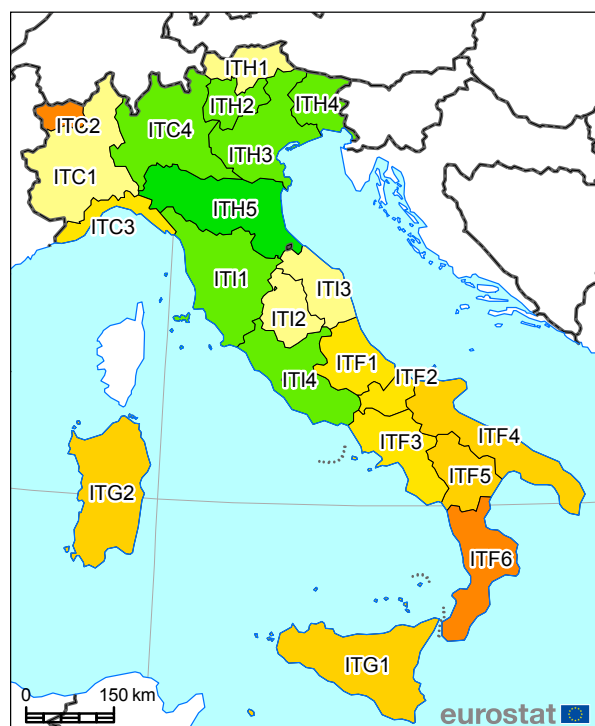 ITH1
ITH2
ITH4
ITC2
ITC4
ITH3
ITC1
ITH5
ITC3
ITI1
ITI3
ITI2
ITF1
ITI4
ITF2
ITF3
ITF4
ITF5
ITG2
ITF6
ITG1
0 150 km
eurostat